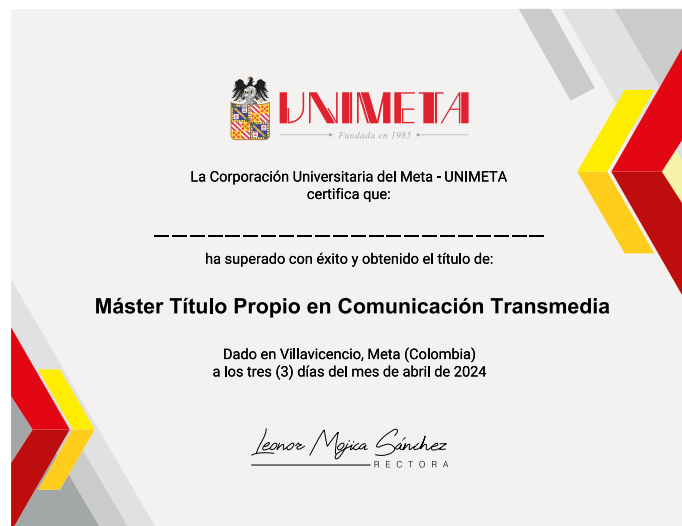 UNIMETA
Fundada en 1985
La Corporación Universitaria del Meta - UNIMETA
certifica que:
ha superado con éxito y obtenido el título de:
Máster Título Propio en Comunicación Transmedia
Dado en Villavicencio, Meta (Colombia)
a los tres (3) días del mes de abril de 2024
Leonor Mojica Sánchez
RECTORA